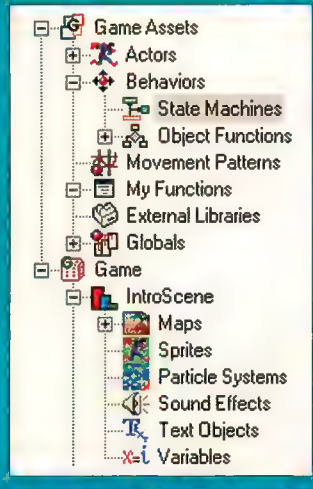 Game Assets
Actors
Behaviors
State Machines
Object Functions
Movement Patterns
My Functions
External Libraries
Globals
Game
IntroScene
Maps
Sprites
Particle Systems
Sound Effects
Text Objects
Variables